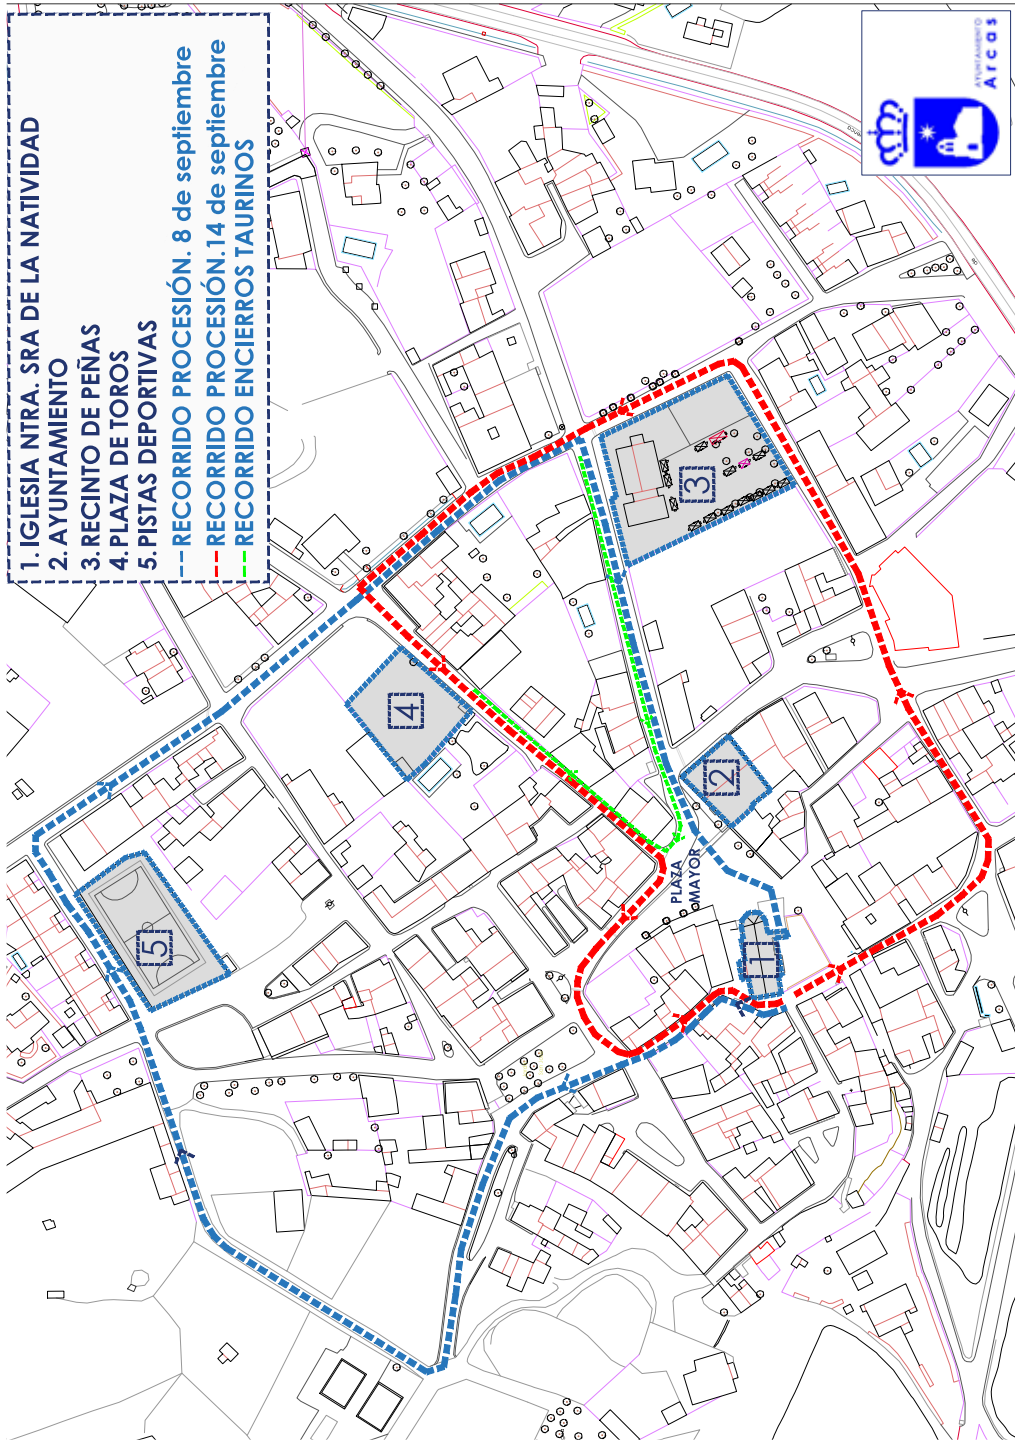 1. IGLESIA NTRA. SRA DE LA NATIVIDAD
2. AYUNTAMIENTO
3. RECINTO DE PEÑAS
4. PLAZA DE TOROS
5. PISTAS DEPORTIVAS
RECORRIDO PROCESIÓN. 8 de septiembre
RECORRIDO PROCESIÓN.14 de septiembre
RECORRIDO ENCIERROS TAURINOS
AYUNTAMIENTO
Arcas
5
4
3
2
1
PLAZA
MAYOR